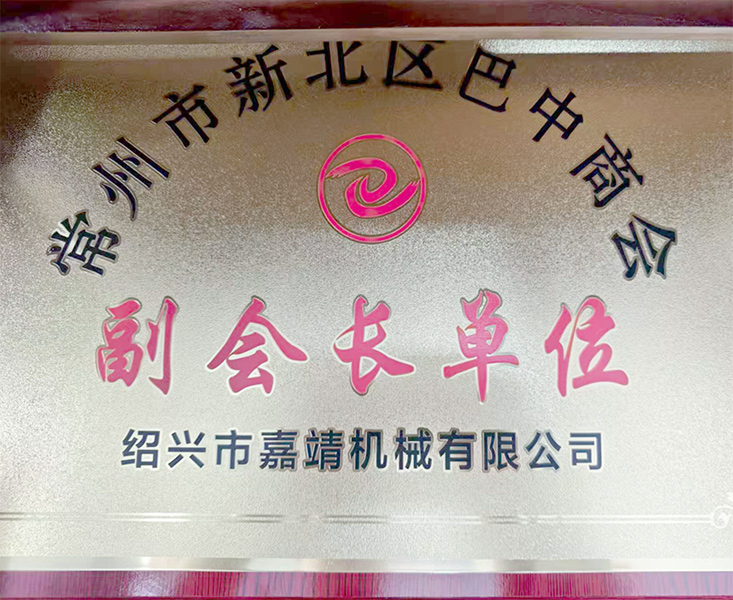 常州市新北区巴中商会
副会长单位
绍兴市嘉靖机械有限公司